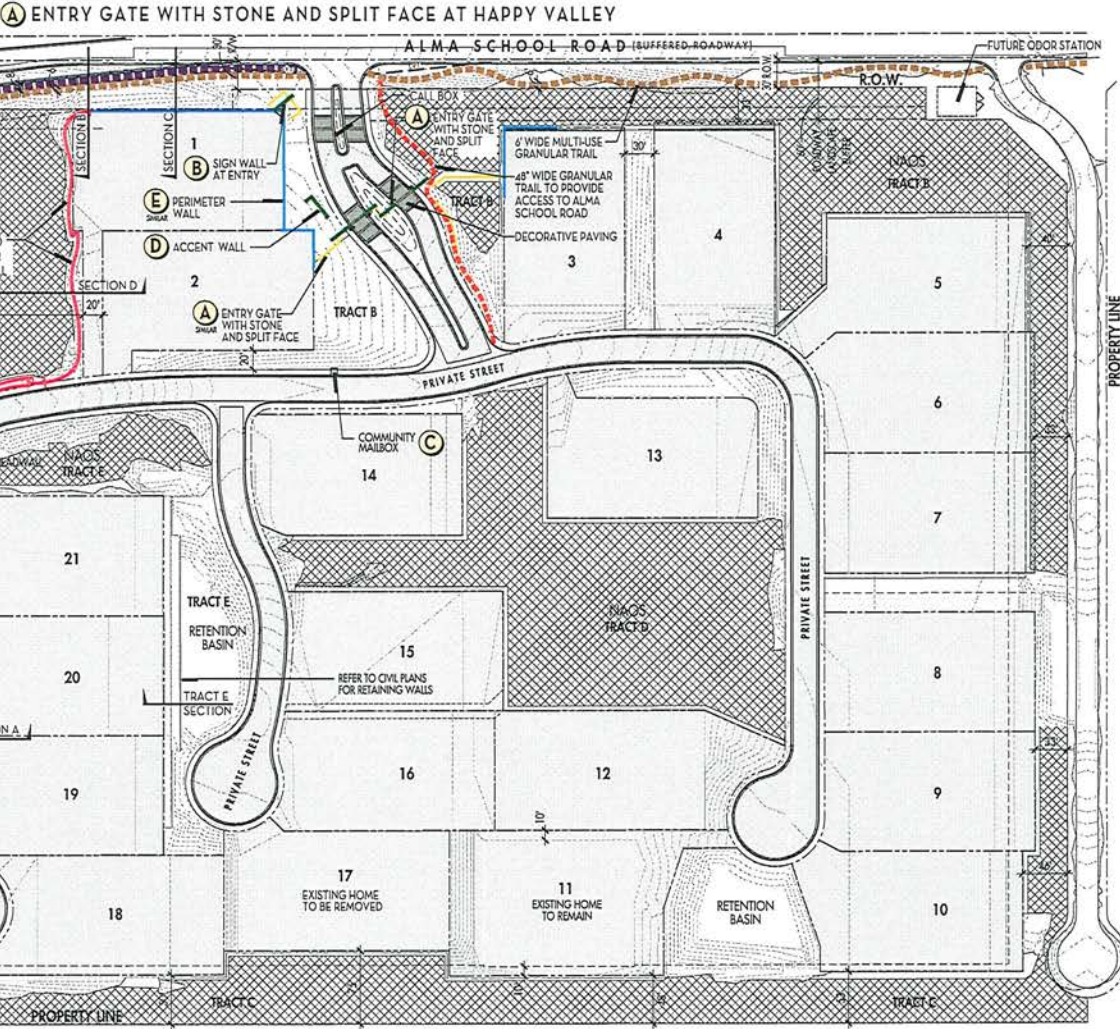 A ENTRY GATE WITH STONE AND SPLIT FACE AT HAPPY VALLEY
ALMA SCHOOL ROAD (BUFFERED ROADWAY)
FUTURE ODOR STATION
R.O.W.
30' R.O.W.
CALL BOX
A
ENTRY GATE
WITH STONE
AND SPLIT
FACE
6' WIDE MULTI-USE
GRANULAR TRAIL
30'
48" WIDE GRANULAR
TRAIL TO PROVIDE
ACCESS TO ALMA
SCHOOL ROAD
DECORATIVE PAVING
ROADWAY
LANDSCAPE
BUFFER
NAOS
TRACT B
SECTION B
SECTION C
1
B
SIGN WALL
AT ENTRY
E
SIMILAR
PERIMETER
WALL
D
ACCENT WALL
TRACT B
3
4
5
SECTION D
2
20'
A
SIMILAR
ENTRY GATE
WITH STONE
AND SPLIT FACE
TRACT B
20'
PROPERTY LINE
PRIVATE STREET
6
COMMUNITY
MAILBOX
C
14
13
NAOS
TRACT E
7
21
PRIVATE STREET
TRACT E
RETENTION
BASIN
NAOS
TRACT D
15
8
20
REFER TO CIVIL PLANS
FOR RETAINING WALLS
TRACT E
SECTION
N A
PRIVATE STREET
16
12
19
9
10'
17
EXISTING HOME
TO BE REMOVED
11
EXISTING HOME
TO REMAIN
18
RETENTION
BASIN
10
TRACT C
TRACT C
PROPERTY LINE